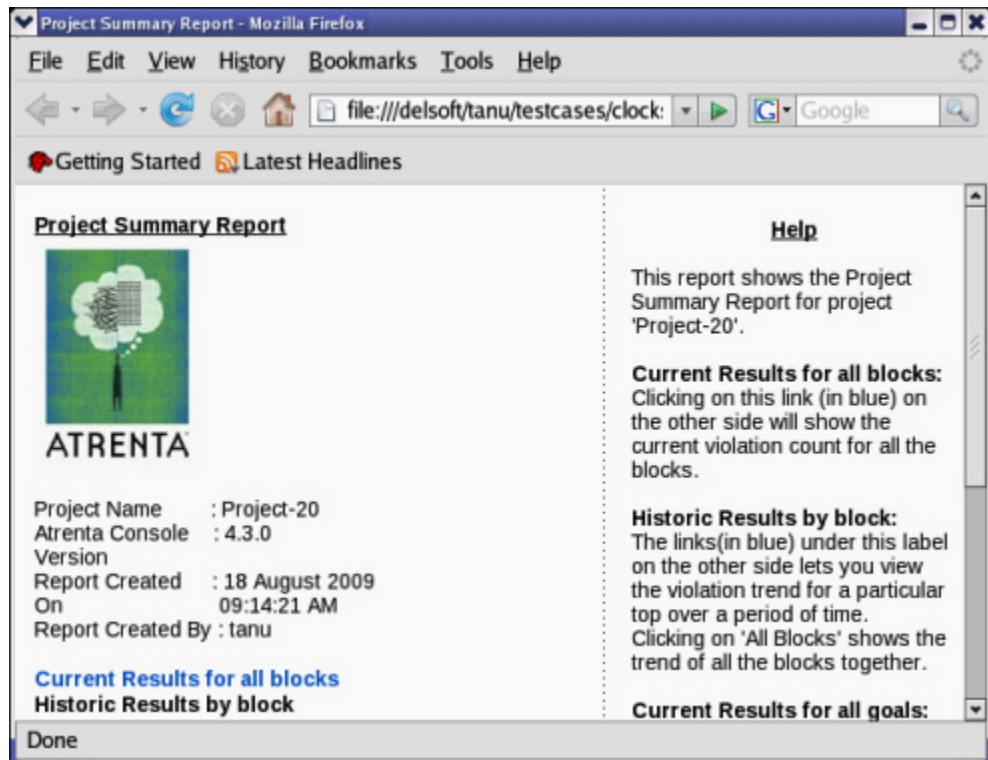 Project Summary Report - Mozilla Firefox
File Edit View History Bookmarks Tools Help
file:///delsoft/tanu/testcases/clock:
G Google
Getting Started Latest Headlines
Project Summary Report
ATRENTA
Project Name : Project-20
Atrenta Console : 4.3.0
Version
Report Created : 18 August 2009
On 09:14:21 AM
Report Created By : tanu
Current Results for all blocks
Historic Results by block
Help
This report shows the Project
Summary Report for project
'Project-20'.
Current Results for all blocks:
Clicking on this link (in blue) on
the other side will show the
current violation count for all the
blocks.
Historic Results by block:
The links(in blue) under this label
on the other side lets you view
the violation trend for a particular
top over a period of time.
Clicking on 'All Blocks' shows the
trend of all the blocks together.
Current Results for all goals:
Done